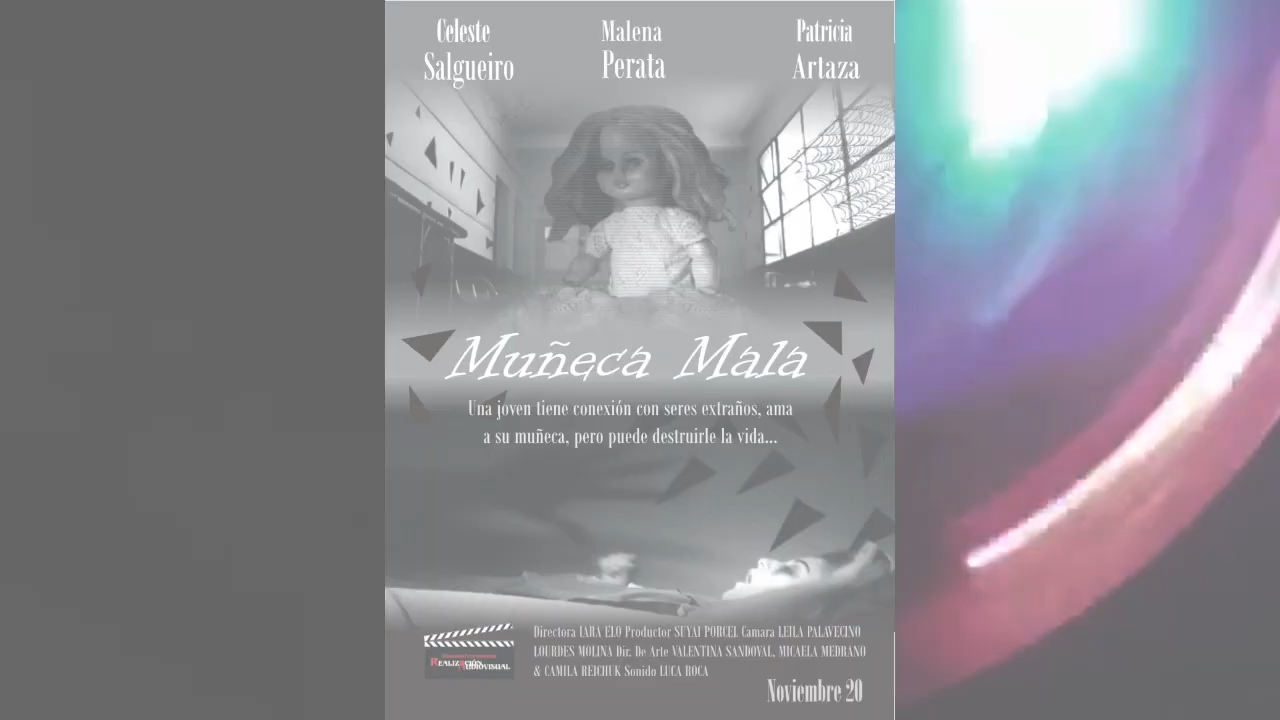 Celeste
Salgueiro
Malena
Perata
Patricia
Artaza
Muñeca Mala
Una joven tiene conexión con seres extraños, ama
a su muñeca, pero puede destruirle la vida...
Directora IARA ELO Productor SUYAI PORCEL Camara LEILA PALAVECINO
LOURDES MOLINA Dir. De Arte VALENTINA SANDOVAL, MICAELA MEDRANO
& CAMILA REICHUK Sonido LUCA ROCA
REALIZACIÓN
AUDIOVISUAL
Noviembre 20